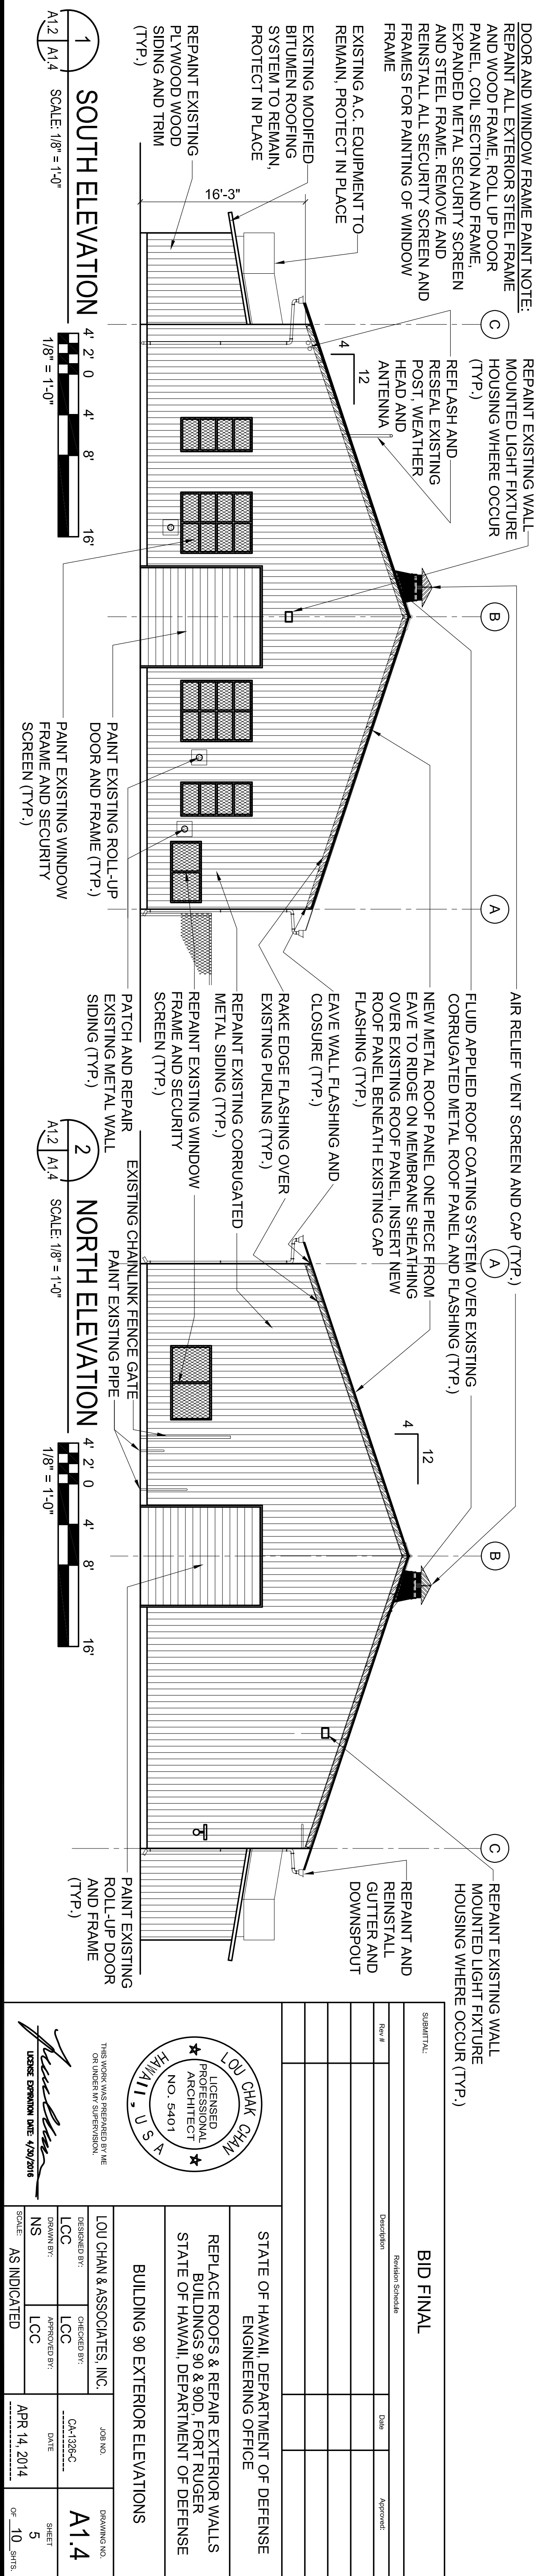 DOOR AND WINDOW FRAME PAINT NOTE:
REPAINT ALL EXTERIOR STEEL FRAME
AND WOOD FRAME, ROLL UP DOOR
PANEL, COIL SECTION AND FRAME,
EXPANDED METAL SECURITY SCREEN
AND STEEL FRAME. REMOVE AND
REINSTALL ALL SECURITY SCREEN AND
FRAMES FOR PAINTING OF WINDOW
FRAME
EXISTING A.C. EQUIPMENT TO
REMAIN, PROTECT IN PLACE
EXISTING MODIFIED
BITUMEN ROOFING
SYSTEM TO REMAIN,
PROTECT IN PLACE
REPAINT EXISTING
PLYWOOD WOOD
SIDING AND TRIM
(TYP.)
16'-3"
C
REPAINT EXISTING WALL
MOUNTED LIGHT FIXTURE
HOUSING WHERE OCCUR
(TYP.)
REFLASH AND
RESEAL EXISTING
POST, WEATHER
HEAD AND
ANTENNA
12
4
B
A
AIR RELIEF VENT SCREEN AND CAP (TYP.)
FLUID APPLIED ROOF COATING SYSTEM OVER EXISTING
CORRUGATED METAL ROOF PANEL AND FLASHING (TYP.)
NEW METAL ROOF PANEL ONE PIECE FROM
EAVE TO RIDGE ON MEMBRANE SHEATHING
OVER EXISTING ROOF PANEL, INSERT NEW
ROOF PANEL BENEATH EXISTING CAP
FLASHING (TYP.)
EAVE WALL FLASHING AND
CLOSURE (TYP.)
RAKE EDGE FLASHING OVER
EXISTING PURLINS (TYP.)
REPAINT EXISTING CORRUGATED
METAL SIDING (TYP.)
REPAINT EXISTING WINDOW
FRAME AND SECURITY
SCREEN (TYP.)
PATCH AND REPAIR
EXISTING METAL WALL
SIDING (TYP.)
PAINT EXISTING ROLL-UP
DOOR AND FRAME (TYP.)
PAINT EXISTING WINDOW
FRAME AND SECURITY
SCREEN (TYP.)
1
A1.2
A1.4
SOUTH ELEVATION
SCALE: 1/8" = 1'-0"
4' 2' 0 4' 8' 16'
1/8" = 1'-0"
A
12
4
B
C
REPAINT EXISTING WALL
MOUNTED LIGHT FIXTURE
HOUSING WHERE OCCUR (TYP.)
REPAINT AND
REINSTALL
GUTTER AND
DOWNSPOUT
EXISTING CHAINLINK FENCE GATE
PAINT EXISTING PIPE
PAINT EXISTING
ROLL-UP DOOR
AND FRAME
(TYP.)
2
A1.2
A1.4
NORTH ELEVATION
SCALE: 1/8" = 1'-0"
4' 2' 0 4' 8' 16'
1/8" = 1'-0"
SUBMITTAL:
BID FINAL
Revision Schedule
Rev # Description Date Approved:
LOU CHAK CHAN
LICENSED
PROFESSIONAL
ARCHITECT
NO. 5401
HAWAII, U S A
THIS WORK WAS PREPARED BY ME
OR UNDER MY SUPERVISION.
LICENSE EXPIRATION DATE: 4/30/2016
STATE OF HAWAII, DEPARTMENT OF DEFENSE
ENGINEERING OFFICE
REPLACE ROOFS & REPAIR EXTERIOR WALLS
BUILDINGS 90 & 90D, FORT RUGER
STATE OF HAWAII, DEPARTMENT OF DEFENSE
BUILDING 90 EXTERIOR ELEVATIONS
LOU CHAN & ASSOCIATES, INC.
DESIGNED BY:
LCC
CHECKED BY:
LCC
DRAWN BY:
NS
APPROVED BY:
LCC
SCALE:
AS INDICATED
JOB NO.
CA-1326-C
DATE
APR 14, 2014
DRAWING NO.
A1.4
SHEET
5
OF 10 SHTS.